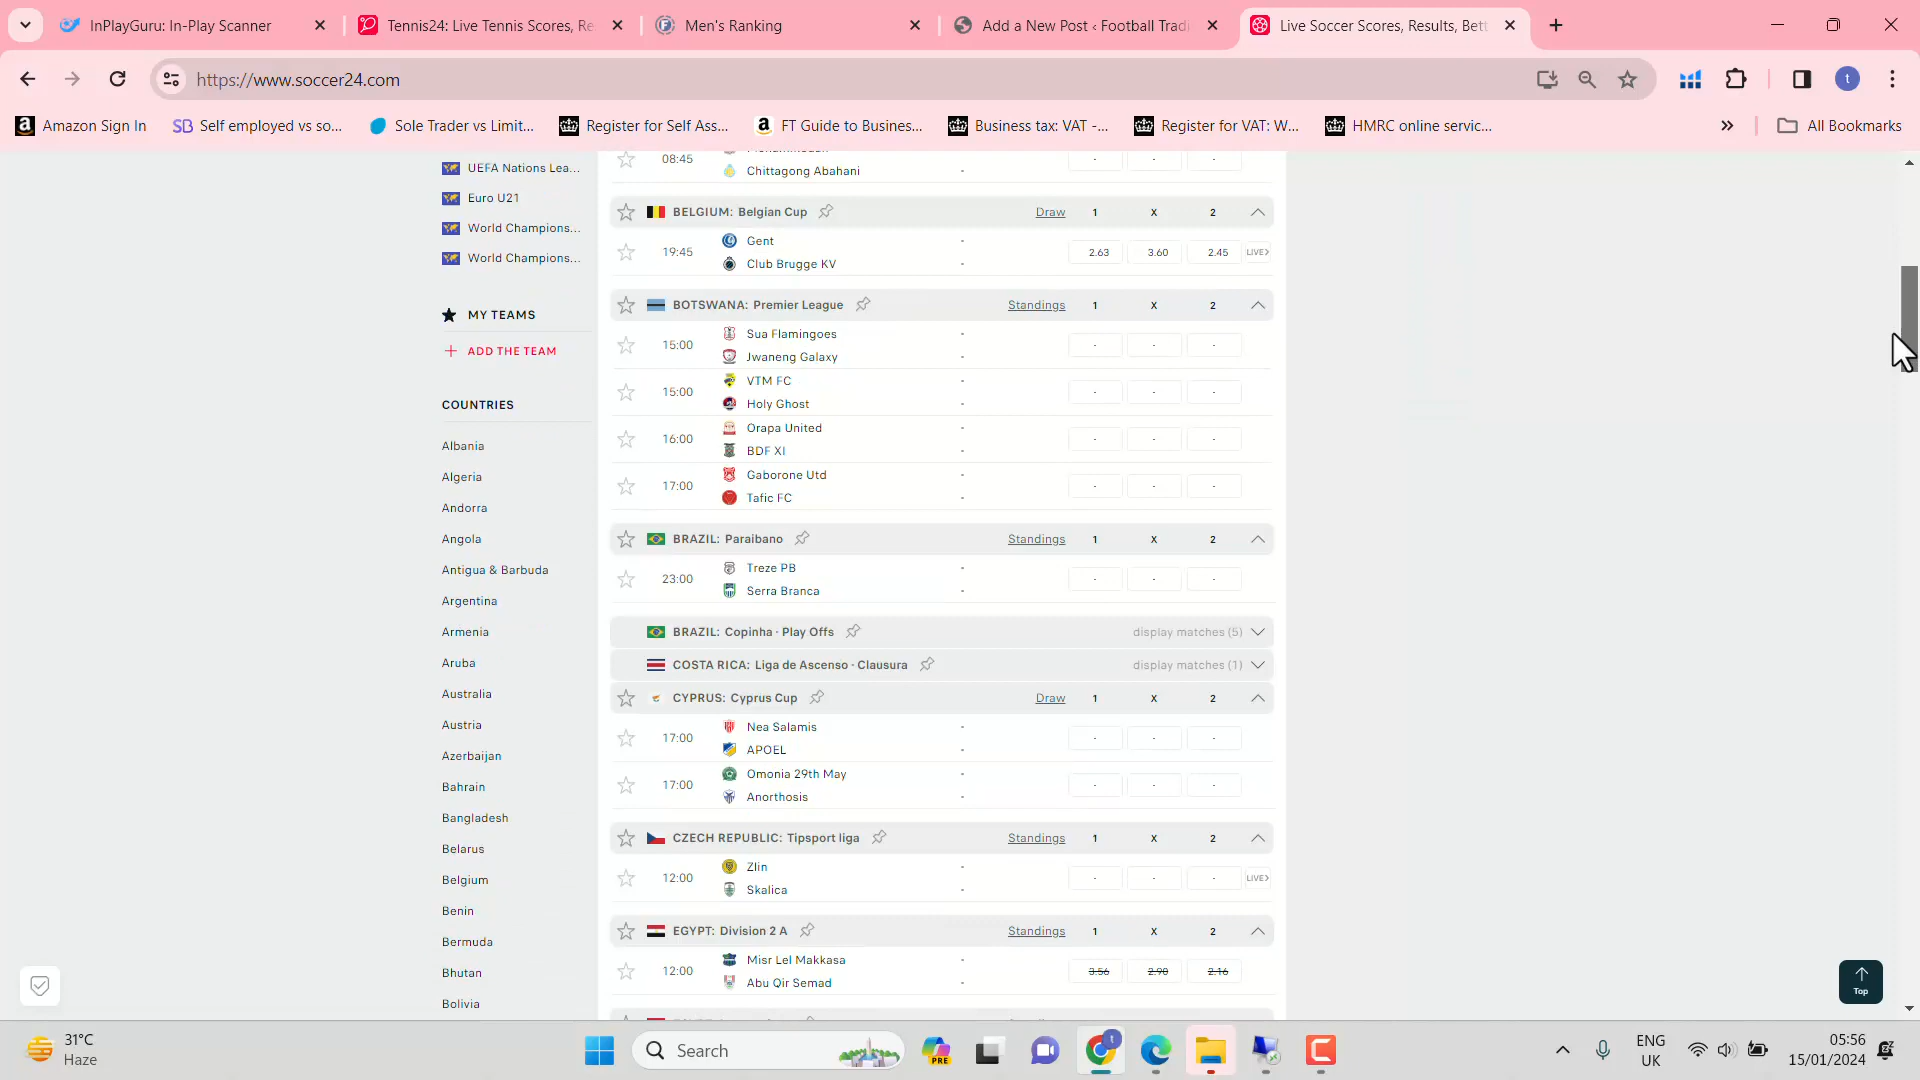 InPlayGuru: In-Play Scanner
Tennis24: Live Tennis Scores, Re
Men's Ranking
Add a New Post ‹ Football Tradi
Live Soccer Scores, Results, Bett
https://www.soccer24.com
t
Amazon Sign In
SB Self employed vs so...
Sole Trader vs Limit...
Register for Self Ass...
FT Guide to Busines...
Business tax: VAT -...
Register for VAT: W...
HMRC online servic...
All Bookmarks
UEFA Nations Lea...
Euro U21
World Champions...
World Champions...
MY TEAMS
ADD THE TEAM
COUNTRIES
Albania
Algeria
Andorra
Angola
Antigua & Barbuda
Argentina
Armenia
Aruba
Australia
Austria
Azerbaijan
Bahrain
Bangladesh
Belarus
Belgium
Benin
Bermuda
Bhutan
Bolivia
08:45
Chittagong Abahani -
BELGIUM: Belgian Cup Draw 1 X 2
19:45 Gent - 2.63 3.60 2.45 LIVE
Club Brugge KV -
BOTSWANA: Premier League Standings 1 X 2
15:00 Sua Flamingoes - - - -
Jwaneng Galaxy -
15:00 VTM FC - - - -
Holy Ghost -
16:00 Orapa United - - - -
BDF XI -
17:00 Gaborone Utd - - - -
Tafic FC -
BRAZIL: Paraibano Standings 1 X 2
23:00 Treze PB - - - -
Serra Branca -
BRAZIL: Copinha - Play Offs display matches (5)
COSTA RICA: Liga de Ascenso - Clausura display matches (1)
CYPRUS: Cyprus Cup Draw 1 X 2
17:00 Nea Salamis - - - -
APOEL -
17:00 Omonia 29th May - - - -
Anorthosis -
CZECH REPUBLIC: Tipsport liga Standings 1 X 2
12:00 Zlin - - - - LIVE
Skalica -
EGYPT: Division 2 A Standings 1 X 2
12:00 Misr Lel Makkasa - 3.56 2.90 2.16
Abu Qir Semad -
Top
31°C
Haze
Search
PRE
t
ENG
UK
05:56
15/01/2024